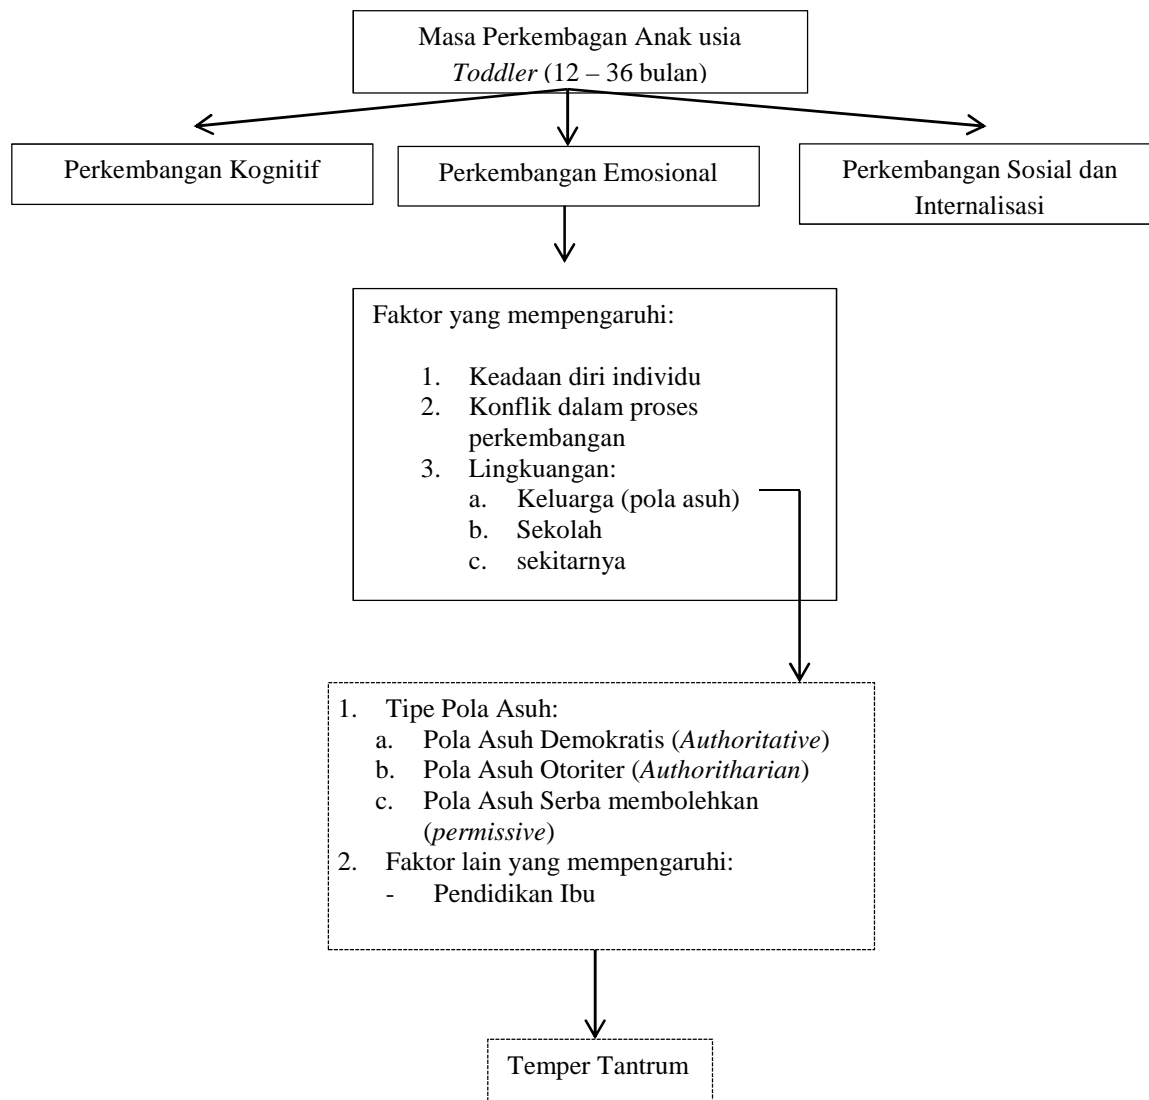 Masa Perkembagan Anak usia
Toddler (12 – 36 bulan)
Perkembangan Kognitif
Perkembangan Emosional
Perkembangan Sosial dan
Internalisasi
Faktor yang mempengaruhi:
1. Keadaan diri individu
2. Konflik dalam proses
perkembangan
3. Lingkuangan:
a. Keluarga (pola asuh)
b. Sekolah
c. sekitarnya
1. Tipe Pola Asuh:
a. Pola Asuh Demokratis (Authoritative)
b. Pola Asuh Otoriter (Authoritharian)
c. Pola Asuh Serba membolehkan
(permissive)
2. Faktor lain yang mempengaruhi:
- Pendidikan Ibu
Temper Tantrum